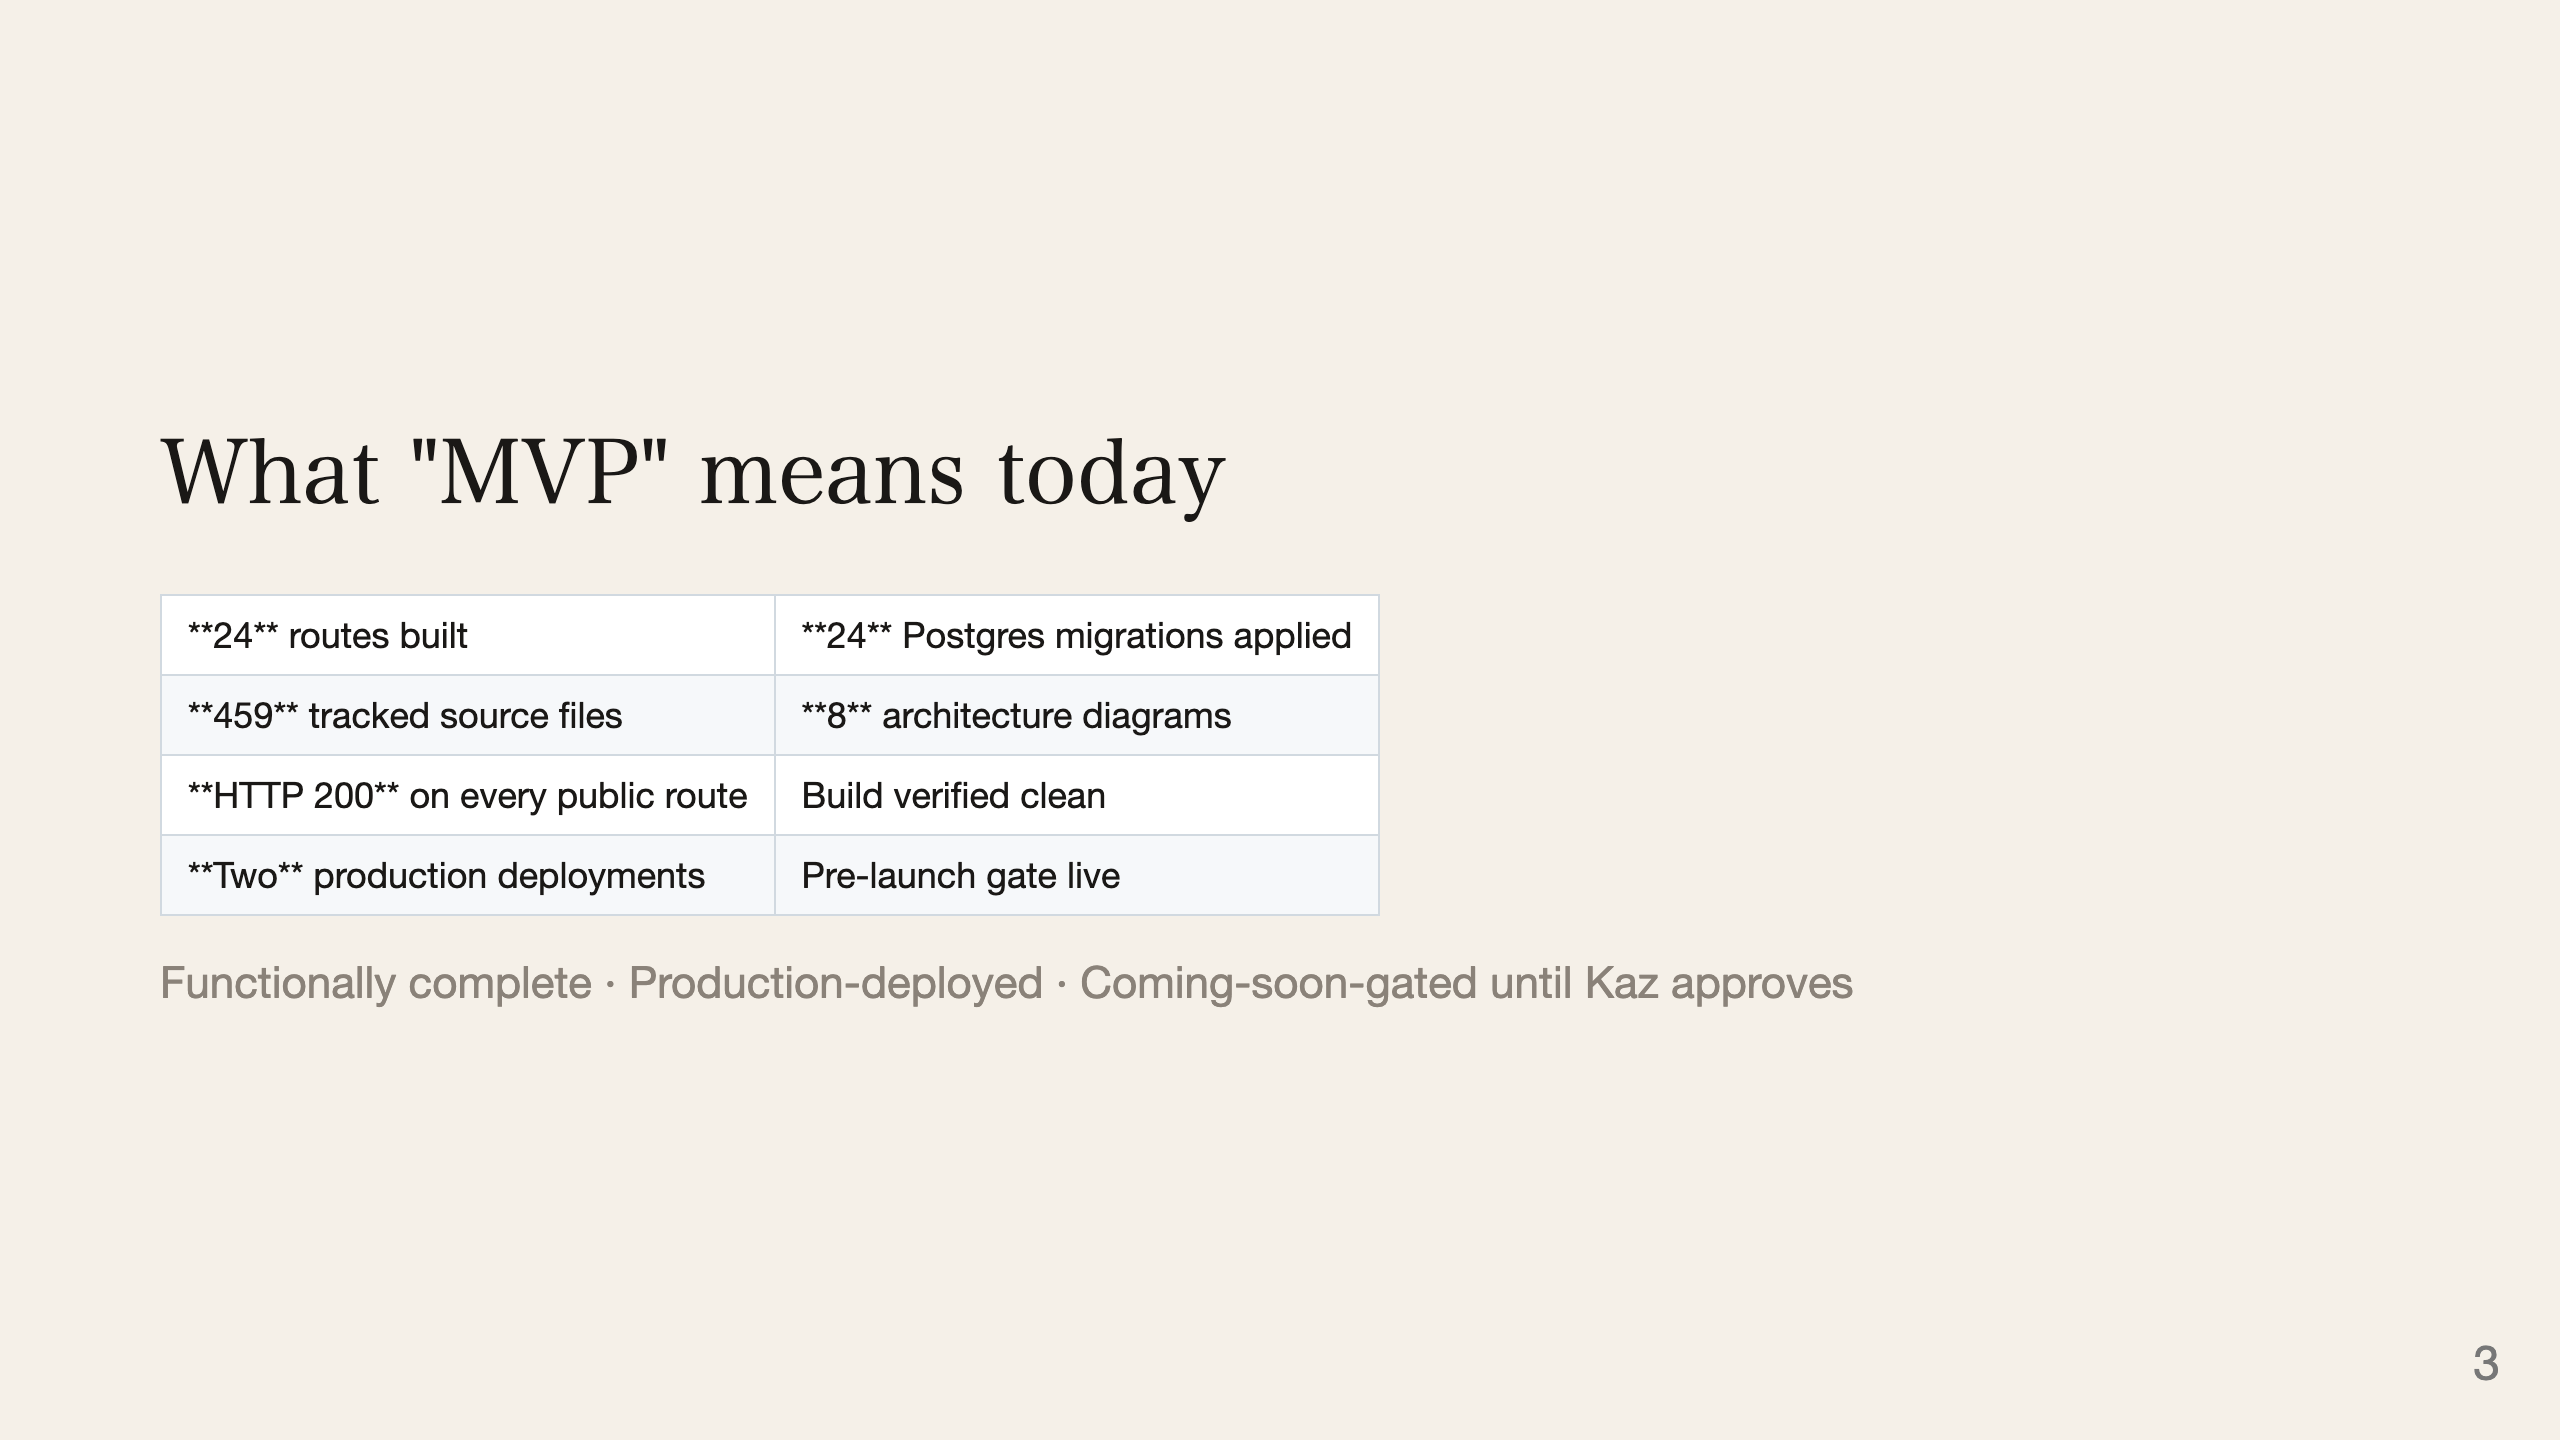 What "MVP" means today
**24** routes built
**24** Postgres migrations applied
**459** tracked source files
**8** architecture diagrams
**HTTP 200** on every public route
Build verified clean
**Two** production deployments
Pre-launch gate live
Functionally complete · Production-deployed · Coming-soon-gated until Kaz approves
3